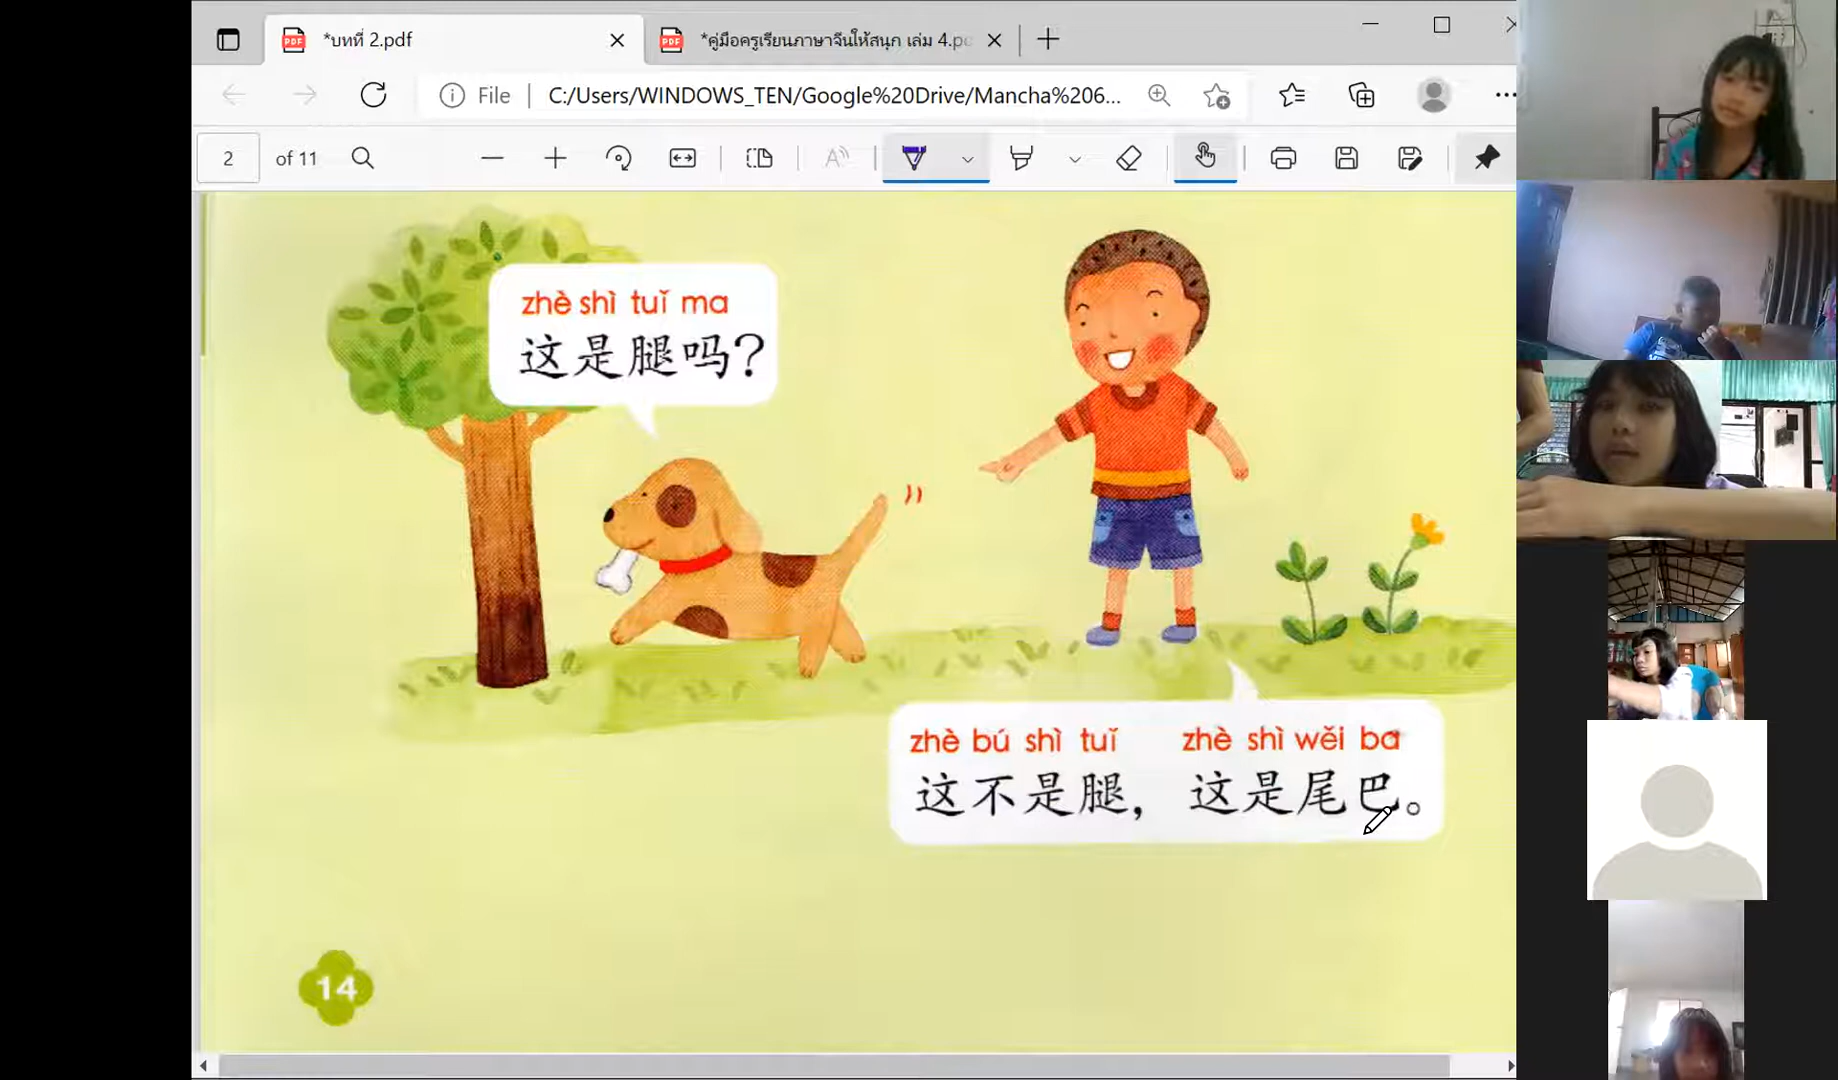 *บทที่ 2.pdf
*คู่มือครูเรียนภาษาจีนให้สนุก เล่ม 4.p
File
C:/Users/WINDOWS_TEN/Google%20Drive/Mancha%206...
2 of 11
zhè shì tuǐ ma
这是腿吗？
zhè bú shì tuǐ zhè shì wěi ba
这不是腿，这是尾巴。
14